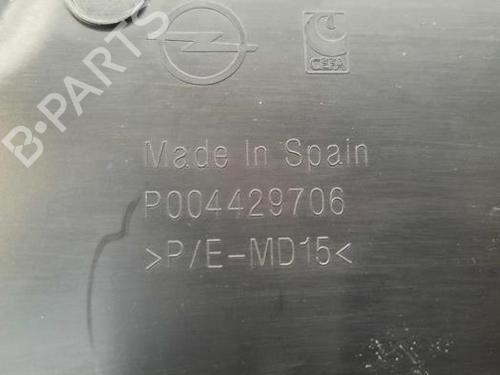 B-PARTS
CEFA
Made In Spain
P004429706
>P/E-MD15<